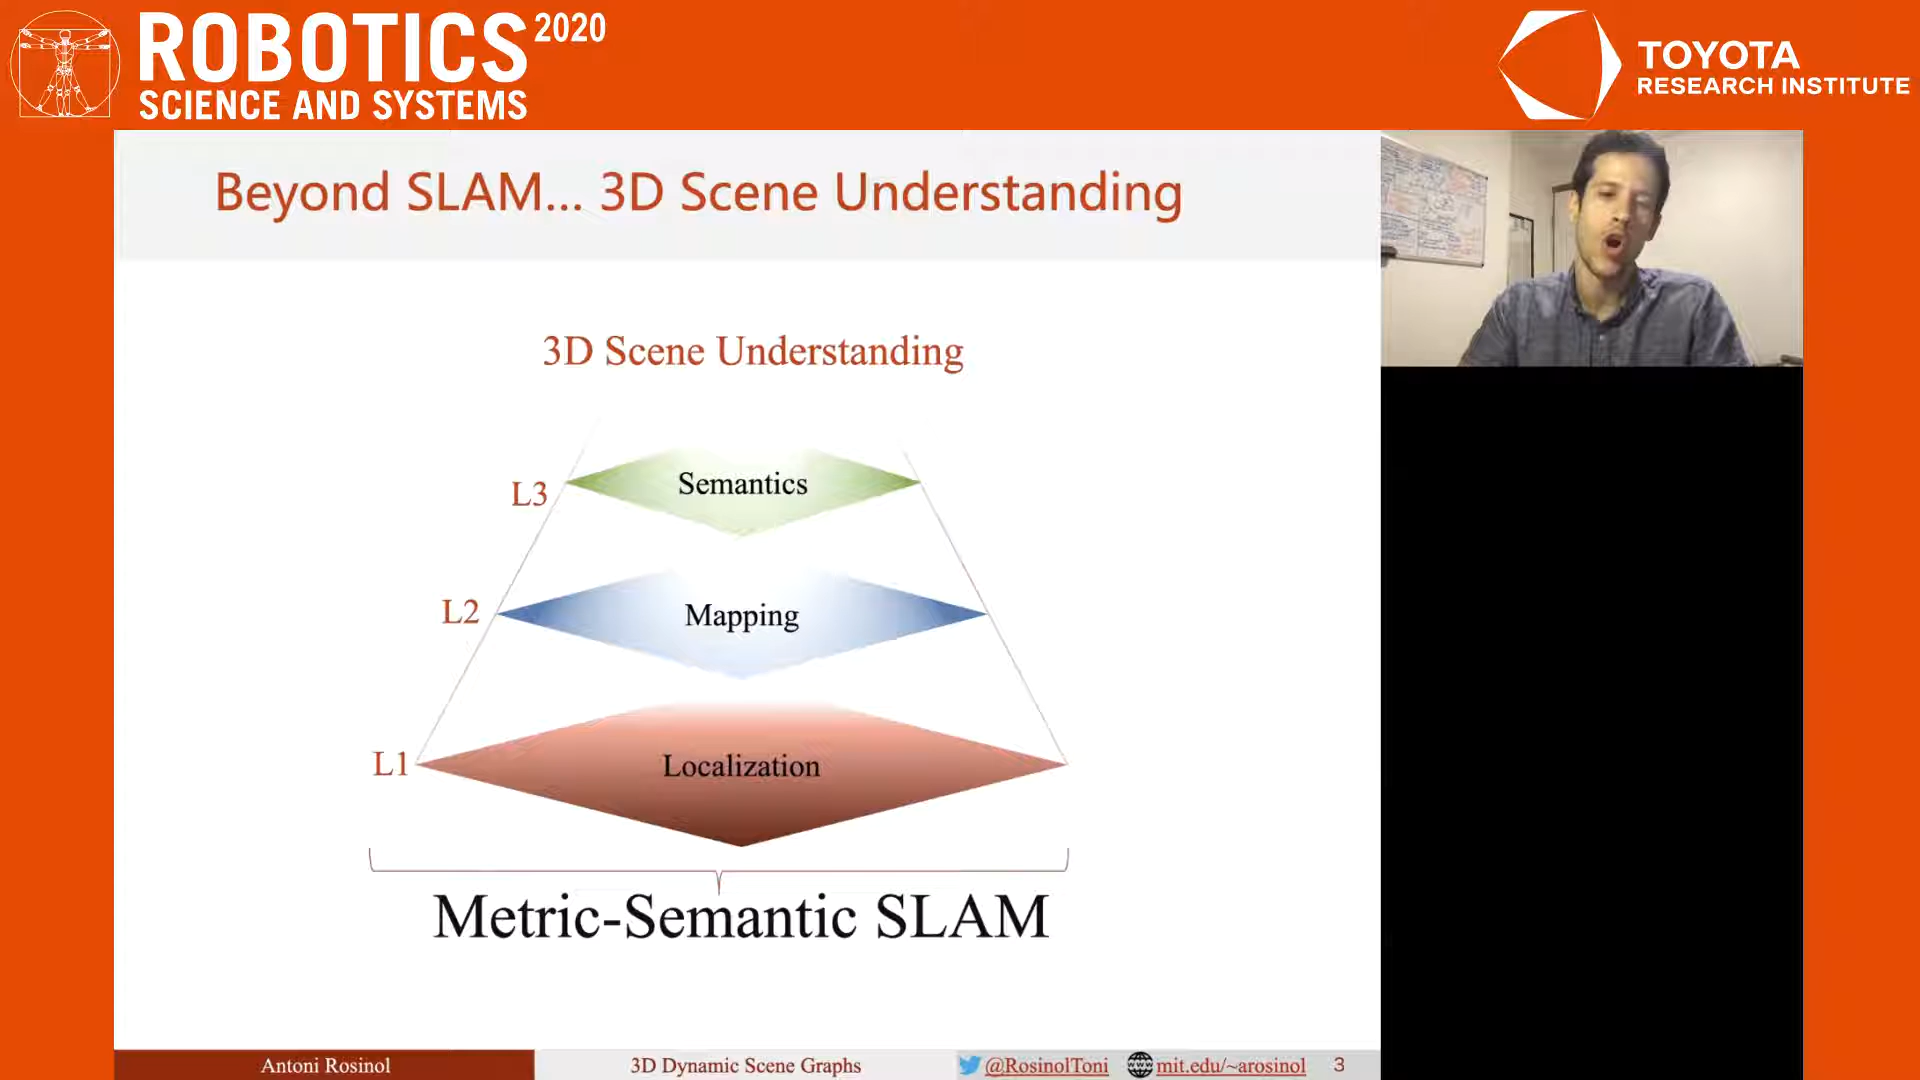 ROBOTICS 2020
SCIENCE AND SYSTEMS
TOYOTA
RESEARCH INSTITUTE
Beyond SLAM... 3D Scene Understanding
3D Scene Understanding
L3
Semantics
L2
Mapping
L1
Localization
Metric-Semantic SLAM
Antoni Rosinol
3D Dynamic Scene Graphs
@RosinolToni
mit.edu/~arosinol
3